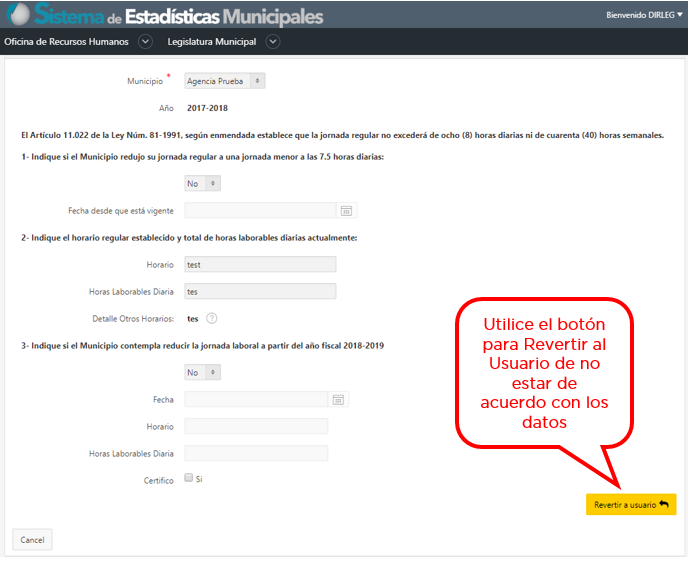 Sistema de Estadísticas Municipales
Bienvenido DIRLEG
Oficina de Recursos Humanos
Legislatura Municipal
Municipio *
Agencia Prueba
Año
2017-2018
El Artículo 11.022 de la Ley Núm. 81-1991, según enmendada establece que la jornada regular no excederá de ocho (8) horas diarias ni de cuarenta (40) horas semanales.
1- Indique si el Municipio redujo su jornada regular a una jornada menor a las 7.5 horas diarias:
No
Fecha desde que está vigente
2- Indique el horario regular establecido y total de horas laborables diarias actualmente:
Horario
test
Horas Laborables Diaria
tes
Detalle Otros Horarios:
tes ?
3- Indique si el Municipio contempla reducir la jornada laboral a partir del año fiscal 2018-2019
No
Fecha
Horario
Horas Laborables Diaria
Certifico
Si
Utilice el botón
para Revertir al
Usuario de no
estar de
acuerdo con los
datos
Revertir a usuario
Cancel